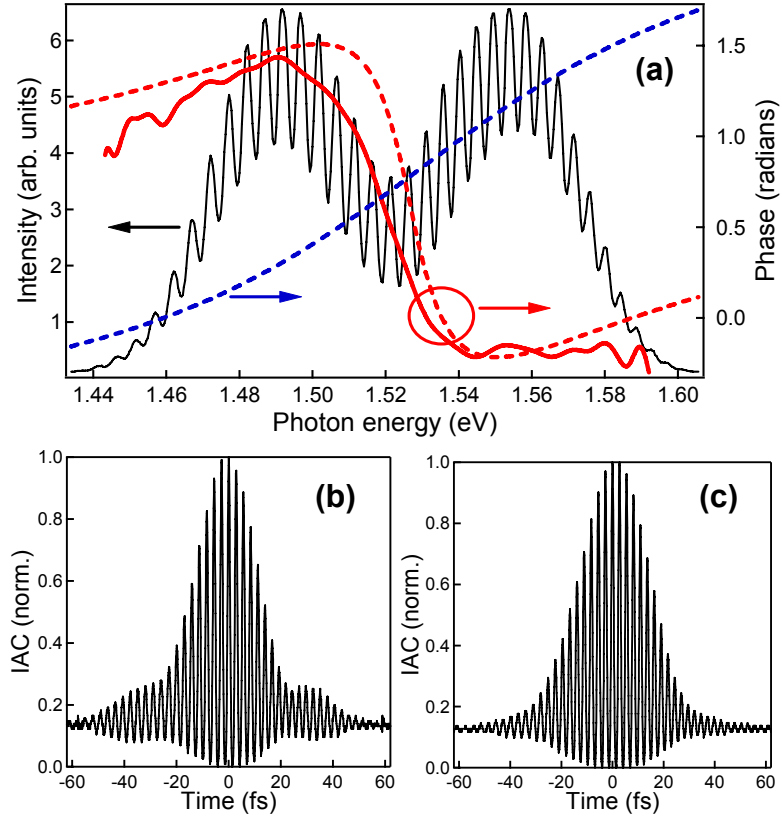 (a)
Intensity (arb. units)
6
5
4
3
2
1
Phase (radians)
1.5
1.0
0.5
0.0
1.44 1.46 1.48 1.50 1.52 1.54 1.56 1.58 1.60
Photon energy (eV)
(b)
IAC (norm.)
1.0
0.8
0.6
0.4
0.2
0.0
-60 -40 -20 0 20 40 60
Time (fs)
(c)
IAC (norm.)
1.0
0.8
0.6
0.4
0.2
0.0
-60 -40 -20 0 20 40 60
Time (fs)